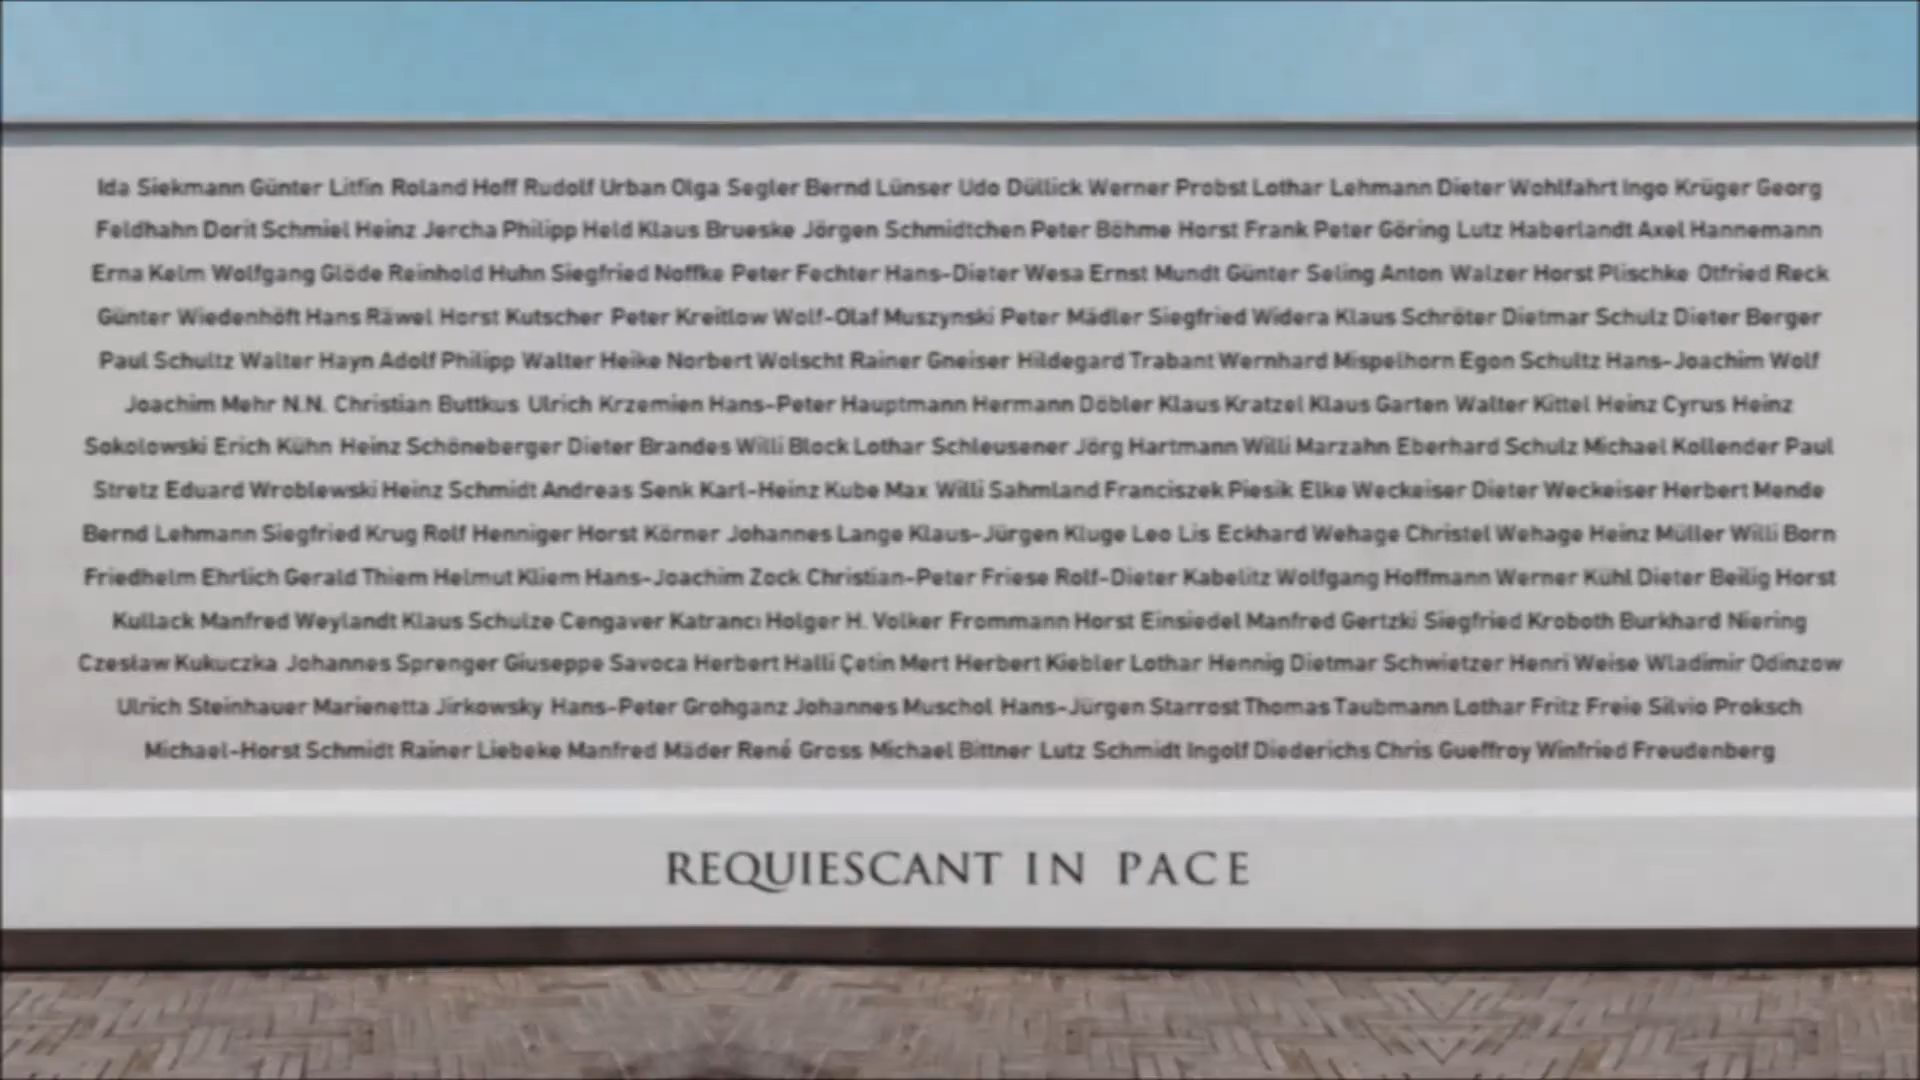 Ida Siekmann Günter Litfin Roland Hoff Rudolf Urban Olga Segler Bernd Lünser Udo Düllick Werner Probst Lothar Lehmann Dieter Wohlfahrt Ingo Krüger Georg
Feldhahn Dorit Schmiel Heinz Jercha Philipp Held Klaus Brueske Jörgen Schmidtchen Peter Böhme Horst Frank Peter Göring Lutz Haberlandt Axel Hannemann
Erna Kelm Wolfgang Glöde Reinhold Huhn Siegfried Noffke Peter Fechter Hans-Dieter Wesa Ernst Mundt Günter Seling Anton Walzer Horst Plischke Otfried Reck
Günter Wiedenhöft Hans Räwel Horst Kutscher Peter Kreitlow Wolf-Olaf Muszynski Peter Mädler Siegfried Widera Klaus Schröter Dietmar Schulz Dieter Berger
Paul Schultz Walter Hayn Adolf Philipp Walter Heike Norbert Wolscht Rainer Gneiser Hildegard Trabant Wernhard Mispelhorn Egon Schultz Hans-Joachim Wolf
Joachim Mehr N.N. Christian Buttkus Ulrich Krzemien Hans-Peter Hauptmann Hermann Döbler Klaus Kratzel Klaus Garten Walter Kittel Heinz Cyrus Heinz
Sokolowski Erich Kühn Heinz Schöneberger Dieter Brandes Willi Block Lothar Schleusener Jörg Hartmann Willi Marzahn Eberhard Schulz Michael Kollender Paul
Stretz Eduard Wroblewski Heinz Schmidt Andreas Senk Karl-Heinz Kube Max Willi Sahmland Franciszek Piesik Elke Weckeiser Dieter Weckeiser Herbert Mende
Bernd Lehmann Siegfried Krug Rolf Henniger Horst Körner Johannes Lange Klaus-Jürgen Kluge Leo Lis Eckhard Wehage Christel Wehage Heinz Müller Willi Born
Friedhelm Ehrlich Gerald Thiem Helmut Kliem Hans-Joachim Zock Christian-Peter Friese Rolf-Dieter Kabelitz Wolfgang Hoffmann Werner Kühl Dieter Beilig Horst
Kullack Manfred Weylandt Klaus Schulze Cengaver Katrancı Holger H. Volker Frommann Horst Einsiedel Manfred Gertzki Siegfried Kroboth Burkhard Niering
Czesław Kukuczka Johannes Sprenger Giuseppe Savoca Herbert Halli Çetin Mert Herbert Kiebler Lothar Hennig Dietmar Schwietzer Henri Weise Wladimir Odinzow
Ulrich Steinhauer Marienetta Jirkowsky Hans-Peter Grohganz Johannes Muschol Hans-Jürgen Starrost Thomas Taubmann Lothar Fritz Freie Silvio Proksch
Michael-Horst Schmidt Rainer Liebeke Manfred Mäder René Gross Michael Bittner Lutz Schmidt Ingolf Diederichs Chris Gueffroy Winfried Freudenberg
REQUIESCANT IN PACE